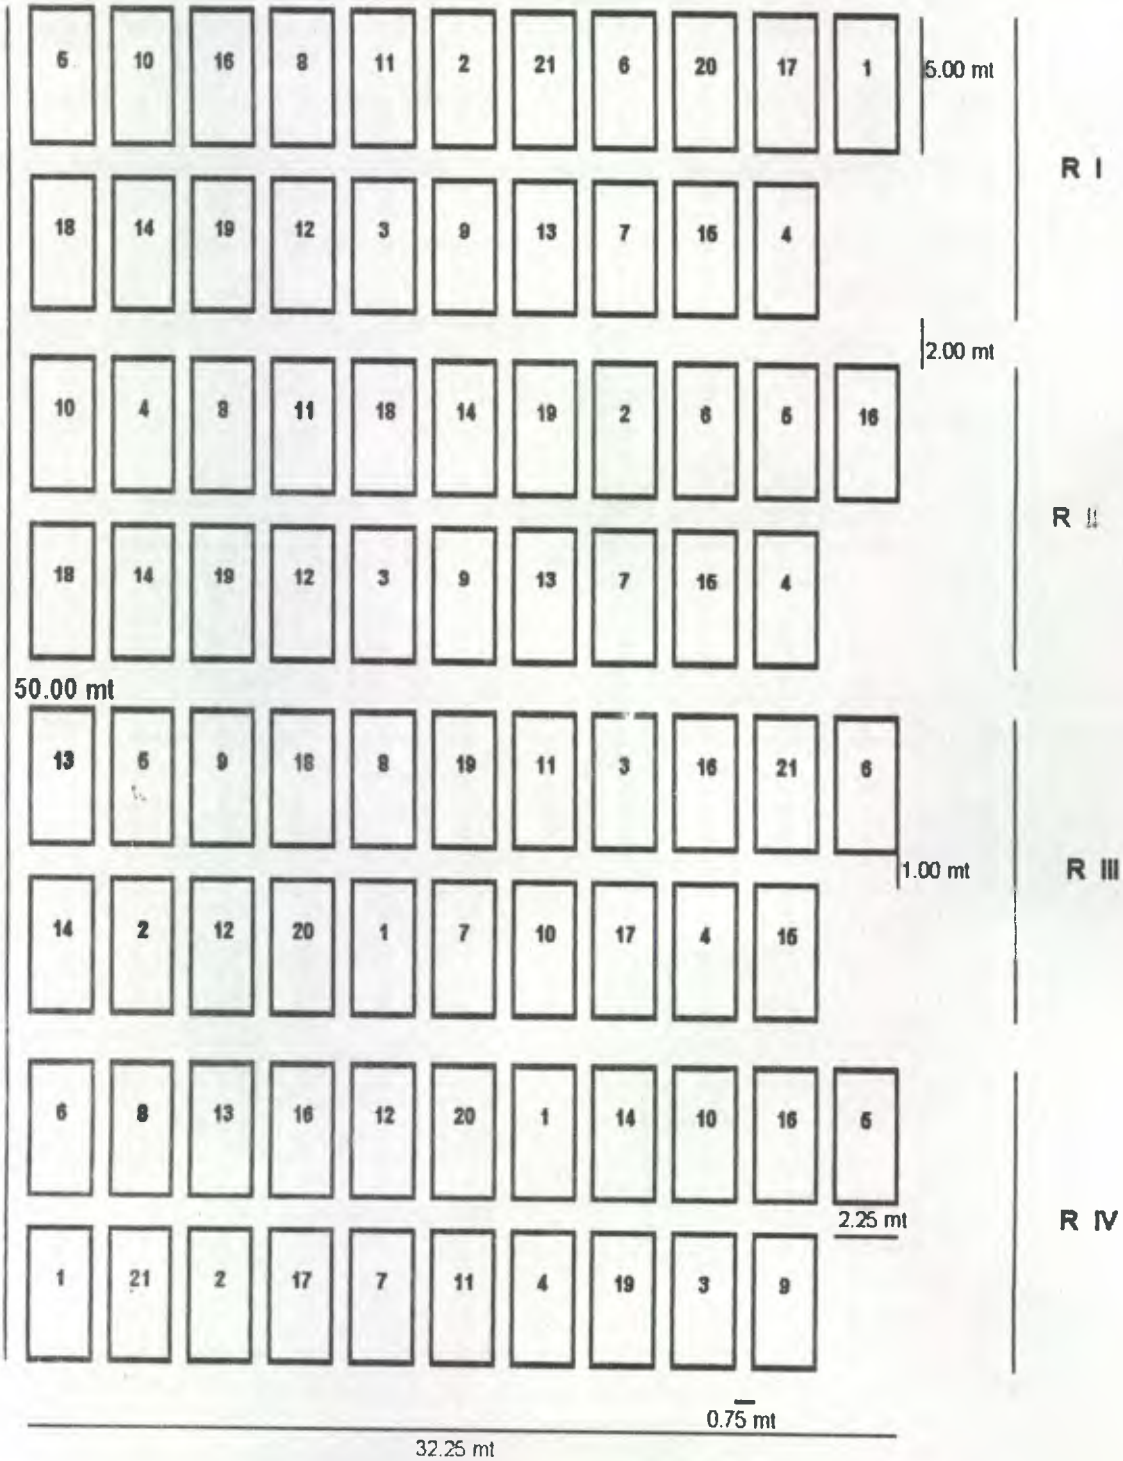 5 10 16 8 11 2 21 6 20 17 1
5.00 mt
R I
18 14 19 12 3 9 13 7 15 4
2.00 mt
10 4 8 11 18 14 19 2 6 5 16
R II
18 14 19 12 3 9 13 7 15 4
50.00 mt
13 5 9 18 8 19 11 3 16 21 6
1.00 mt
R III
14 2 12 20 1 7 10 17 4 15
6 8 13 16 12 20 1 14 10 15 5
2.25 mt
R IV
1 21 2 17 7 11 4 19 3 9
0.75 mt
32.25 mt